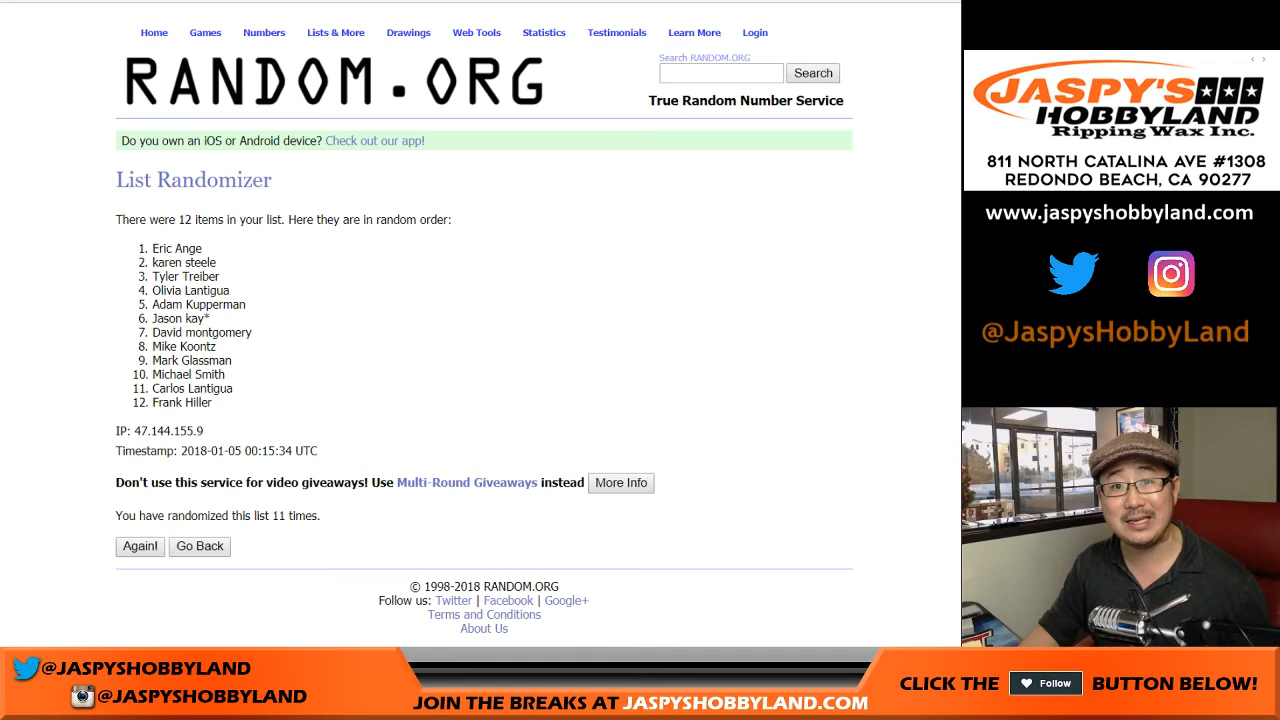 Home Games Numbers Lists & More Drawings Web Tools Statistics Testimonials Learn More Login
RANDOM.ORG
Search RANDOM.ORG
Search
True Random Number Service
Do you own an iOS or Android device? Check out our app!
List Randomizer
There were 12 items in your list. Here they are in random order:
1. Eric Ange
2. karen steele
3. Tyler Treiber
4. Olivia Lantigua
5. Adam Kupperman
6. Jason kay*
7. David montgomery
8. Mike Koontz
9. Mark Glassman
10. Michael Smith
11. Carlos Lantigua
12. Frank Hiller
IP: 47.144.155.9
Timestamp: 2018-01-05 00:15:34 UTC
Don't use this service for video giveaways! Use Multi-Round Giveaways instead More Info
You have randomized this list 11 times.
Again! Go Back
© 1998-2018 RANDOM.ORG
Follow us: Twitter | Facebook | Google+
Terms and Conditions
About Us
JASPY'S
HOBBYLAND
Ripping Wax Inc.
811 NORTH CATALINA AVE #1308
REDONDO BEACH, CA 90277
www.jaspyshobbyland.com
@JaspysHobbyLand
@JASPYSHOBBYLAND
@JASPYSHOBBYLAND
JOIN THE BREAKS AT JASPYSHOBBYLAND.COM
CLICK THE Follow BUTTON BELOW!